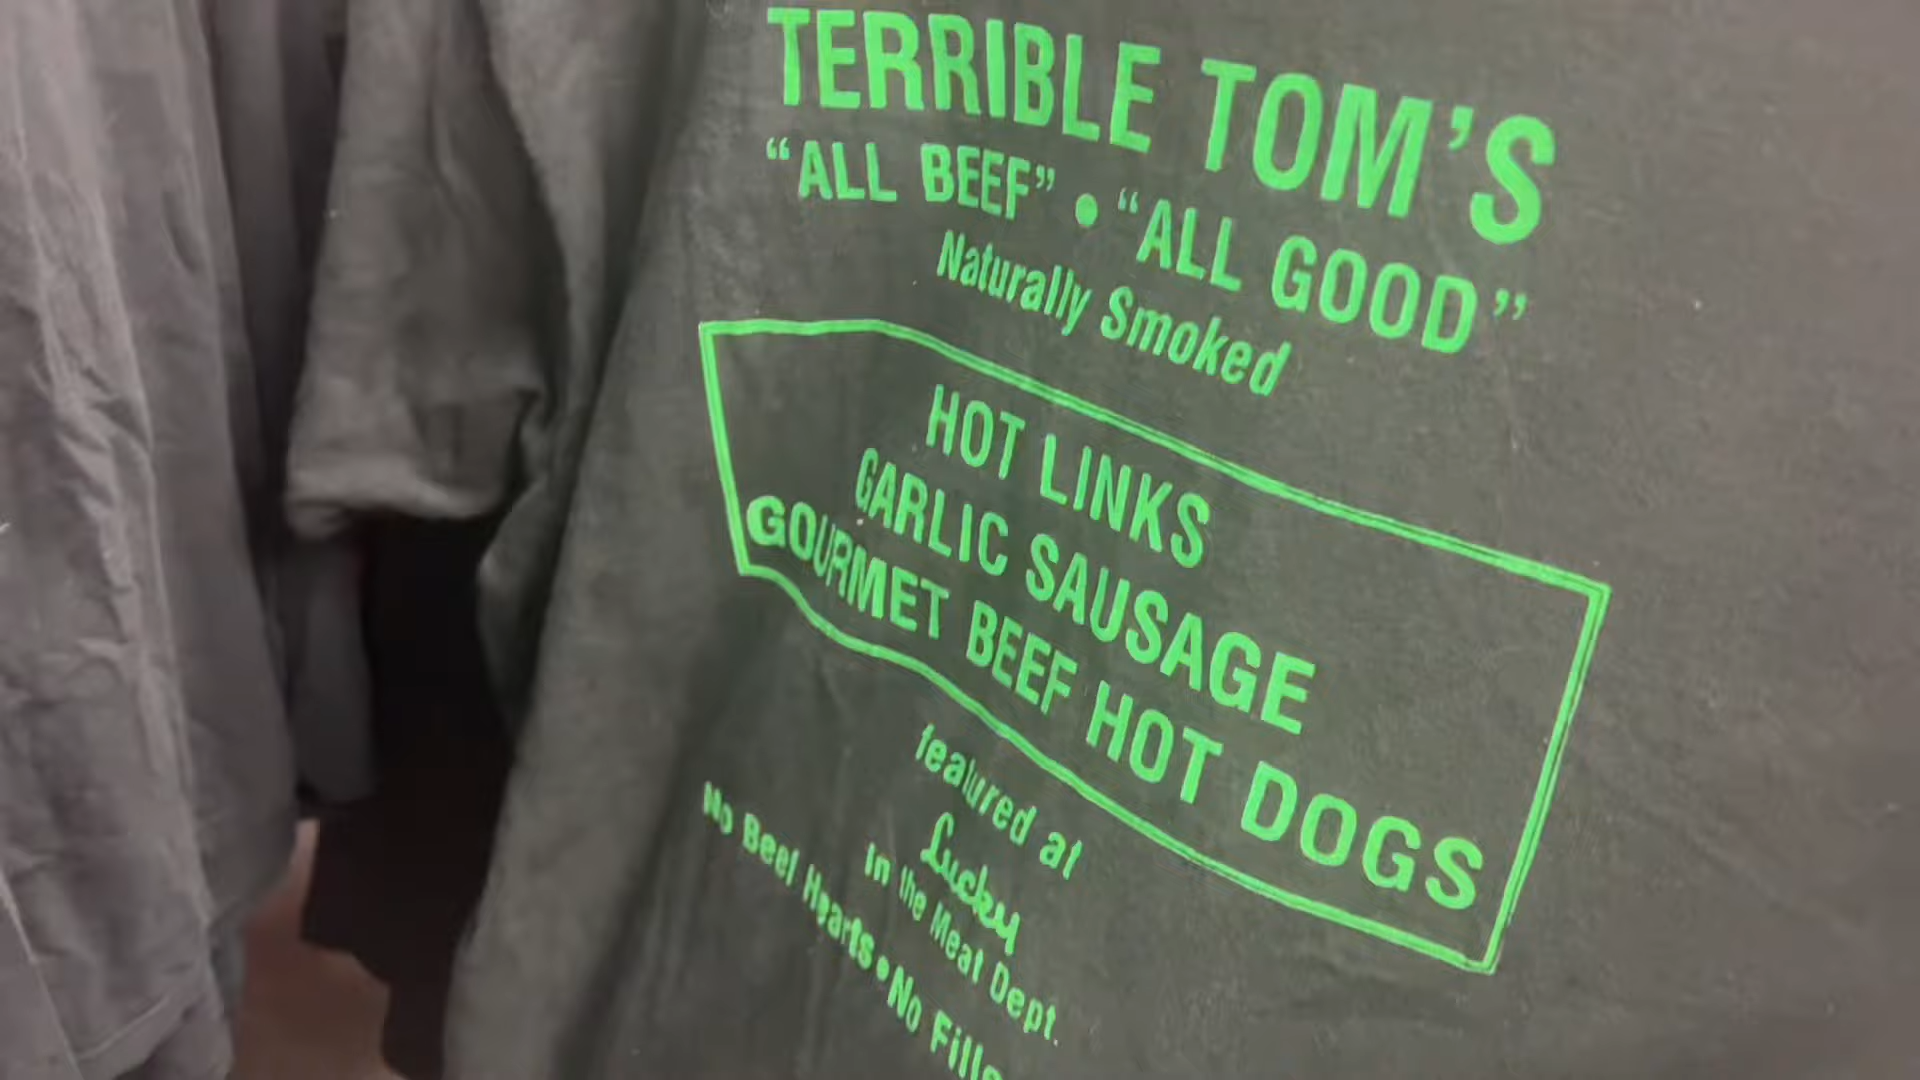 TERRIBLE TOM'S
“ALL BEEF” • “ALL GOOD”
Naturally Smoked
HOT LINKS
GARLIC SAUSAGE
GOURMET BEEF HOT DOGS
featured at
Lucky
in the Meat Dept.
No Beef Hearts • No